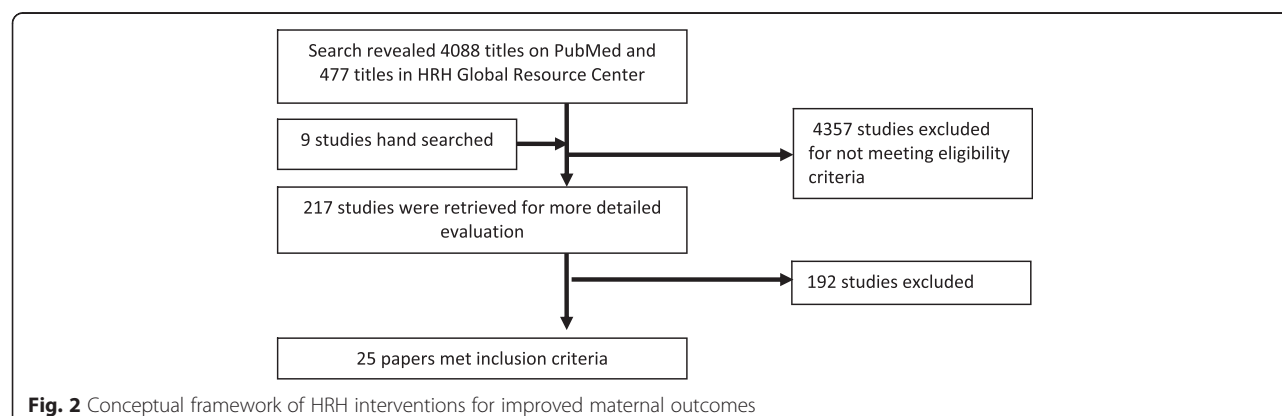 Search revealed 4088 titles on PubMed and
477 titles in HRH Global Resource Center
9 studies hand searched
4357 studies excluded
for not meeting eligibility
criteria
217 studies were retrieved for more detailed
evaluation
192 studies excluded
25 papers met inclusion criteria
Fig. 2 Conceptual framework of HRH interventions for improved maternal outcomes